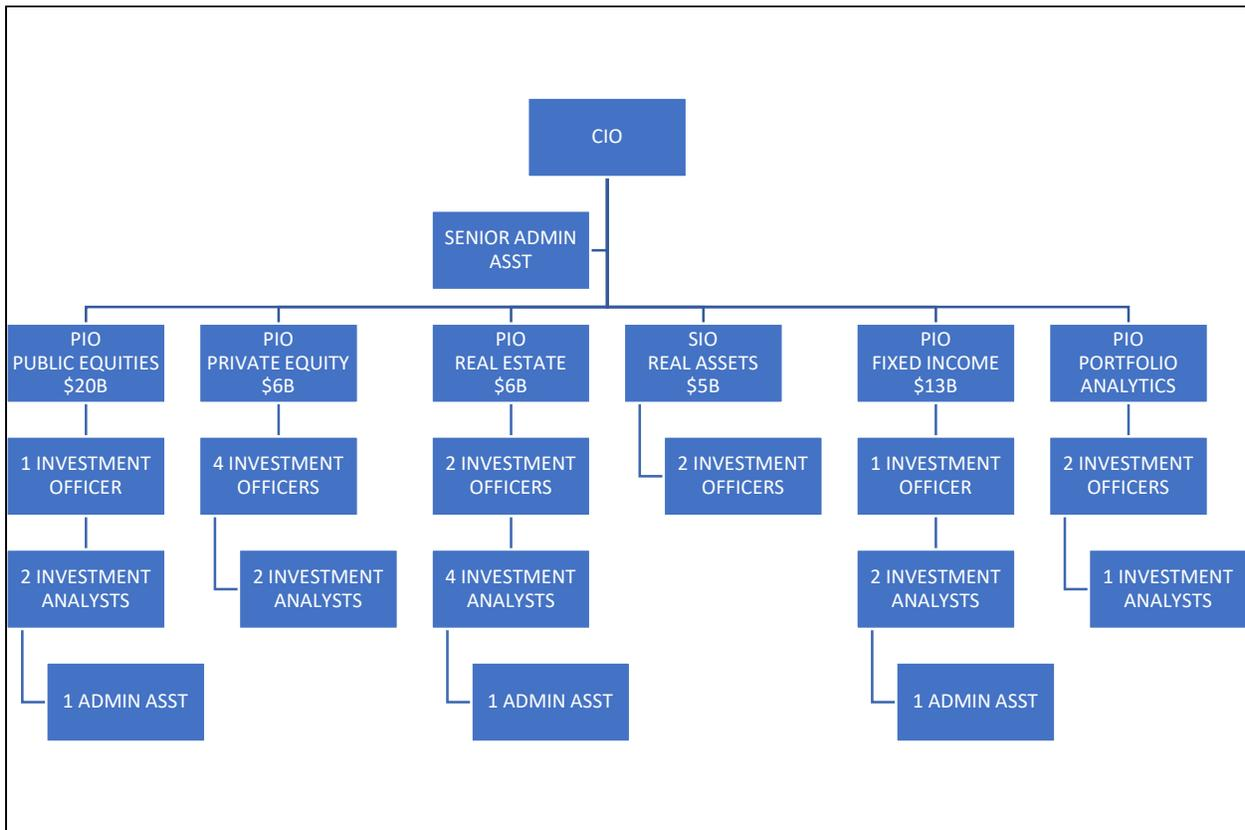 CIO
SENIOR ADMIN
ASST
PIO
PUBLIC EQUITIES
$20B
PIO
PRIVATE EQUITY
$6B
PIO
REAL ESTATE
$6B
SIO
REAL ASSETS
$5B
PIO
FIXED INCOME
$13B
PIO
PORTFOLIO
ANALYTICS
1 INVESTMENT
OFFICER
4 INVESTMENT
OFFICERS
2 INVESTMENT
OFFICERS
2 INVESTMENT
OFFICERS
1 INVESTMENT
OFFICER
2 INVESTMENT
OFFICERS
2 INVESTMENT
ANALYSTS
2 INVESTMENT
ANALYSTS
4 INVESTMENT
ANALYSTS
2 INVESTMENT
ANALYSTS
1 INVESTMENT
ANALYSTS
1 ADMIN ASST
1 ADMIN ASST
1 ADMIN ASST